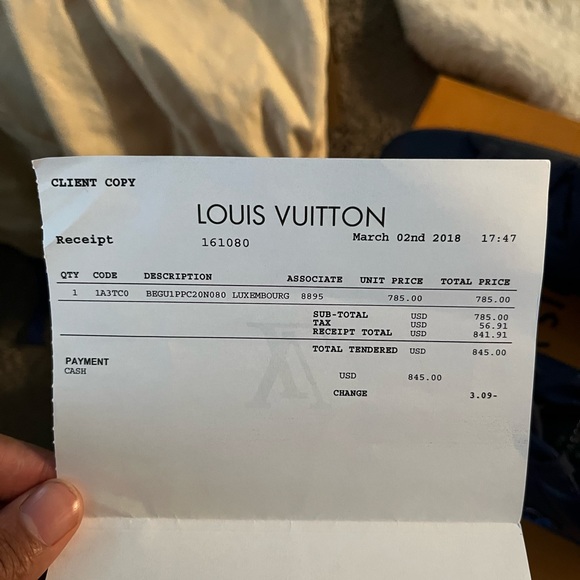 CLIENT COPY
LOUIS VUITTON
Receipt 161080 March 02nd 2018 17:47
QTY CODE DESCRIPTION ASSOCIATE UNIT PRICE TOTAL PRICE
1 1A3TC0 BEGU1PPC20N080 LUXEMBOURG 8895 785.00 785.00
SUB-TOTAL USD 785.00
TAX USD 56.91
RECEIPT TOTAL USD 841.91
TOTAL TENDERED USD 845.00
PAYMENT
CASH USD 845.00
CHANGE 3.09-